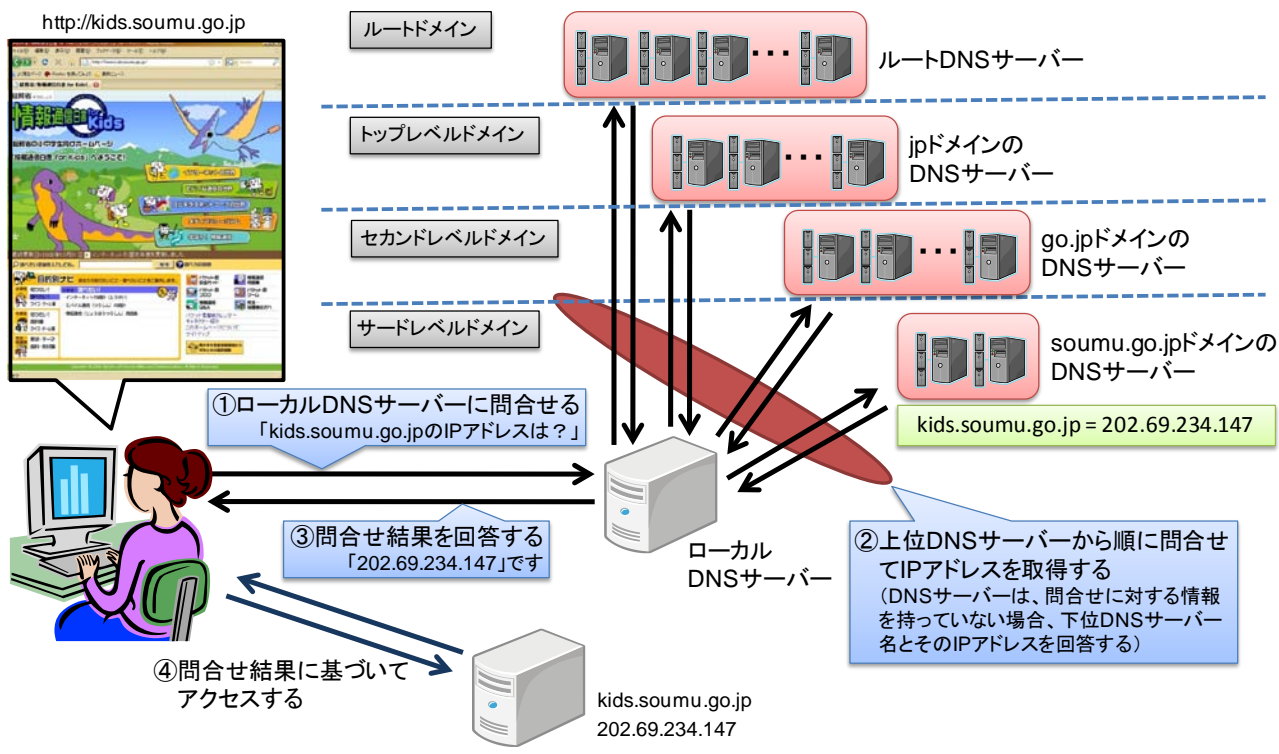 http://kids.soumu.go.jp
情報通信白書 for Kids
ルートドメイン
ルートDNSサーバー
トップレベルドメイン
jpドメインの
DNSサーバー
セカンドレベルドメイン
go.jpドメインの
DNSサーバー
サードレベルドメイン
soumu.go.jpドメインの
DNSサーバー
kids.soumu.go.jp = 202.69.234.147
①ローカルDNSサーバーに問合せる
「kids.soumu.go.jpのIPアドレスは？」
③問合せ結果を回答する
「202.69.234.147」です
ローカル
DNSサーバー
②上位DNSサーバーから順に問合せ
てIPアドレスを取得する
（DNSサーバーは、問合せに対する情報
を持っていない場合、下位DNSサーバー
名とそのIPアドレスを回答する）
④問合せ結果に基づいて
アクセスする
kids.soumu.go.jp
202.69.234.147